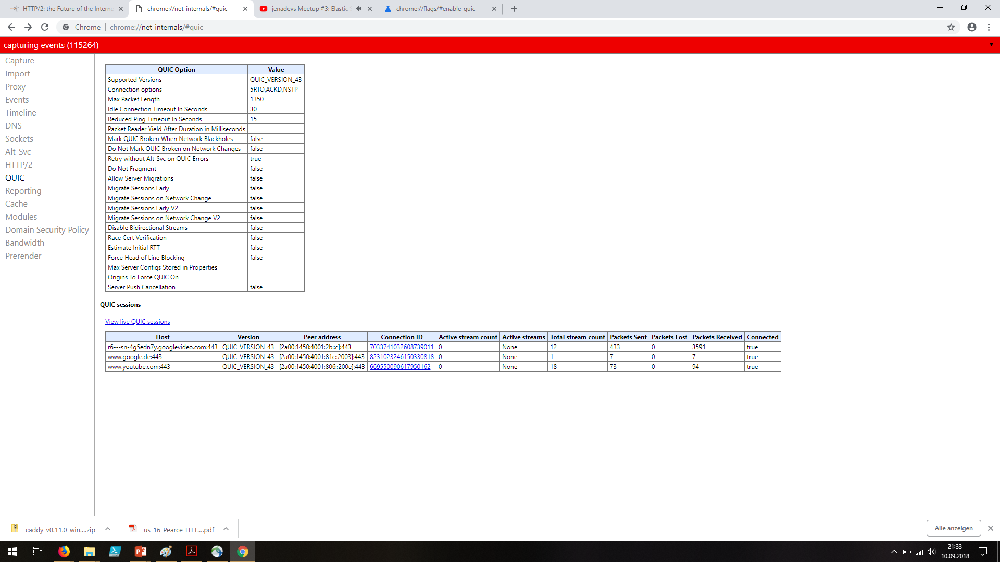 HTTP/2: the Future of the Interne
chrome://net-internals/#quic
jenadevs Meetup #3: Elastic
chrome://flags/#enable-quic
Chrome
chrome://net-internals/#quic
capturing events (115264)
Capture
Import
Proxy
Events
Timeline
DNS
Sockets
Alt-Svc
HTTP/2
QUIC
Reporting
Cache
Modules
Domain Security Policy
Bandwidth
Prerender
QUIC Option Value
Supported Versions QUIC_VERSION_43
Connection options 5RTO,ACKD,NSTP
Max Packet Length 1350
Idle Connection Timeout In Seconds 30
Reduced Ping Timeout In Seconds 15
Packet Reader Yield After Duration in Milliseconds
Mark QUIC Broken When Network Blackholes false
Do Not Mark QUIC Broken on Network Changes false
Retry without Alt-Svc on QUIC Errors true
Do Not Fragment false
Allow Server Migrations false
Migrate Sessions Early false
Migrate Sessions on Network Change false
Migrate Sessions Early V2 false
Migrate Sessions on Network Change V2 false
Disable Bidirectional Streams false
Race Cert Verification false
Estimate Initial RTT false
Force Head of Line Blocking false
Max Server Configs Stored in Properties
Origins To Force QUIC On
Server Push Cancellation false
QUIC sessions
View live QUIC sessions
Host Version Peer address Connection ID Active stream count Active streams Total stream count Packets Sent Packets Lost Packets Received Connected
r6---sn-4g5edn7y.googlevideo.com:443 QUIC_VERSION_43 [2a00:1450:4001:2b::c]:443 7033741032608739011 0 None 12 433 0 3591 true
www.google.de:443 QUIC_VERSION_43 [2a00:1450:4001:81c::2003]:443 8231023246150330818 0 None 1 7 0 7 true
www.youtube.com:443 QUIC_VERSION_43 [2a00:1450:4001:806::200e]:443 669550090617950162 0 None 18 73 0 94 true
caddy_v0.11.0_win....zip
us-16-Pearce-HTT....pdf
Alle anzeigen
21:33
10.09.2018